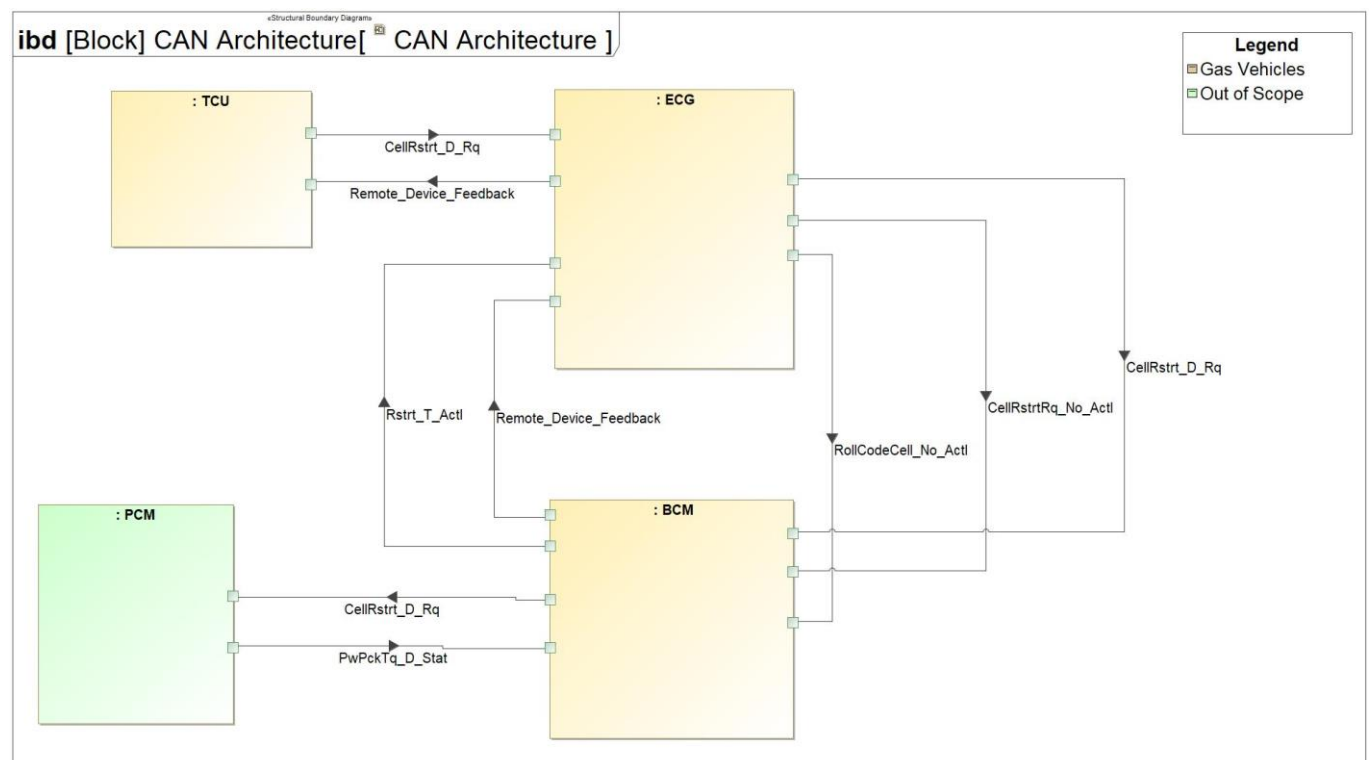 «Structural Boundary Diagram»
ibd [Block] CAN Architecture[ CAN Architecture ]
Legend
Gas Vehicles
Out of Scope
: TCU
: ECG
CellRstrt_D_Rq
Remote_Device_Feedback
CellRstrt_D_Rq
CellRstrtRq_No_Actl
Rstrt_T_Actl
Remote_Device_Feedback
RollCodeCell_No_Actl
: PCM
: BCM
CellRstrt_D_Rq
PwPckTq_D_Stat